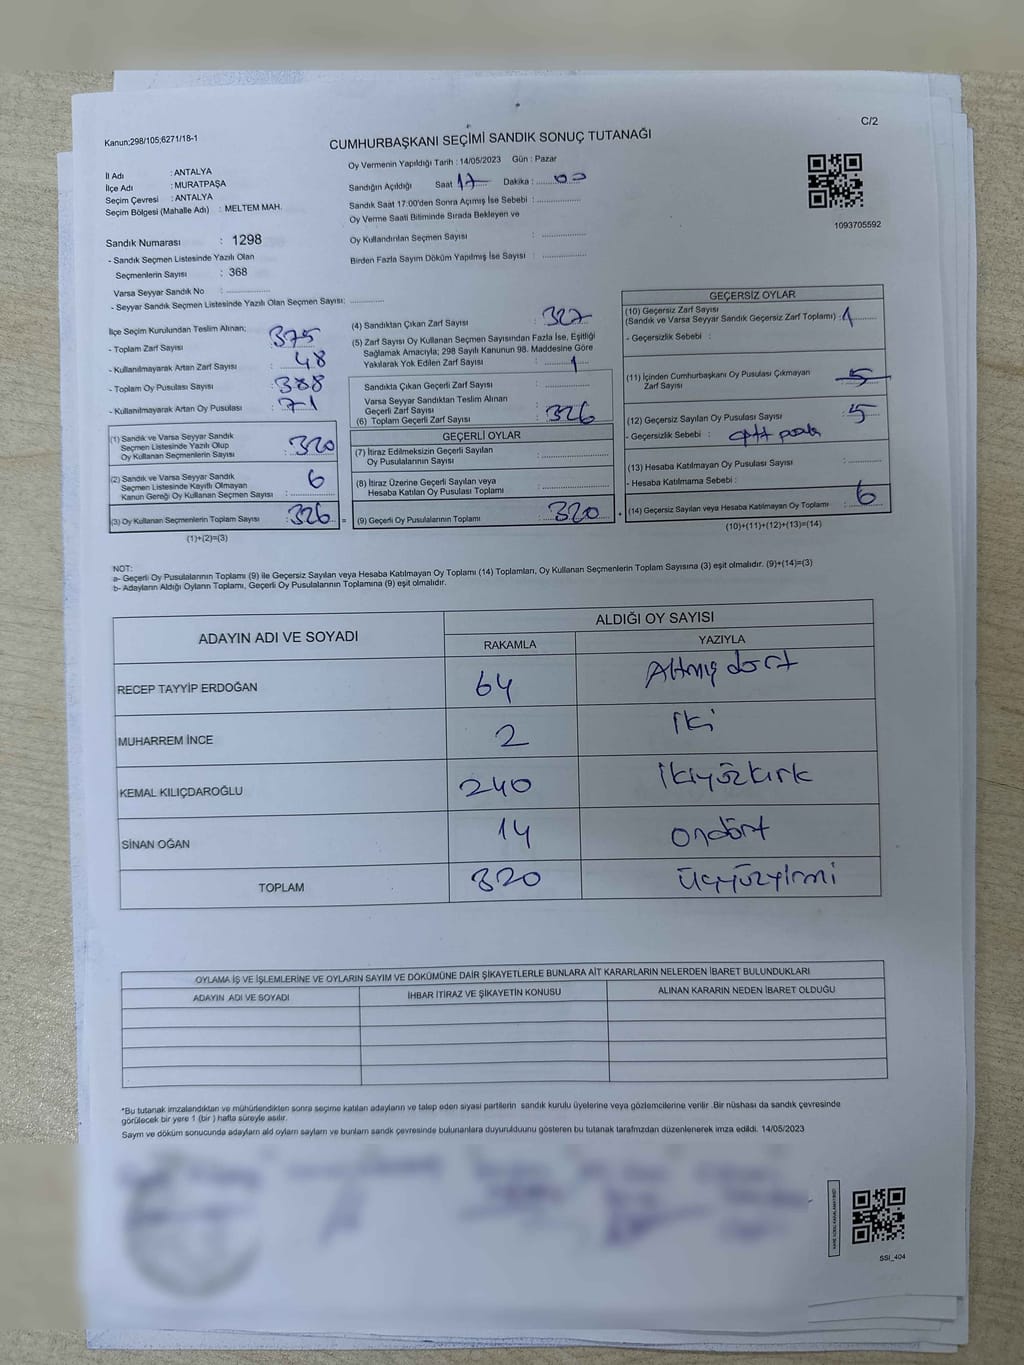 Kanun;298/105;6271/18-1
C/2
CUMHURBAŞKANI SEÇİMİ SANDIK SONUÇ TUTANAĞI
İl Adı : ANTALYA
İlçe Adı : MURATPAŞA
Seçim Çevresi : ANTALYA
Seçim Bölgesi (Mahalle Adı) : MELTEM MAH.
Oy Vermenin Yapıldığı Tarih : 14/05/2023 Gün : Pazar
Sandığın Açıldığı Saat 17 Dakika : 00
Sandık Saat 17:00'den Sonra Açımış İse Sebebi :
Oy Verme Saati Bitiminde Sırada Bekleyen ve
Oy Kullandırılan Seçmen Sayısı :
Birden Fazla Sayım Döküm Yapılmış İse Sayısı :
1093705592
Sandık Numarası : 1298
- Sandık Seçmen Listesinde Yazılı Olan
Seçmenlerin Sayısı : 368
Varsa Seyyar Sandık No :
- Seyyar Sandık Seçmen Listesinde Yazılı Olan Seçmen Sayısı:
İlçe Seçim Kurulundan Teslim Alınan;
- Toplam Zarf Sayısı : 375
- Kullanılmayarak Artan Zarf Sayısı : 48
- Toplam Oy Pusulası Sayısı : 388
- Kullanılmayarak Artan Oy Pusulası : 71
(1) Sandık ve Varsa Seyyar Sandık
Seçmen Listesinde Yazılı Olup
Oy Kullanan Seçmenlerin Sayısı : 320
(2) Sandık ve Varsa Seyyar Sandık
Seçmen Listesinde Kayıtlı Olmayan
Kanun Gereği Oy Kullanan Seçmen Sayısı : 6
(3) Oy Kullanan Seçmenlerin Toplam Sayısı : 326
(1)+(2)=(3)
(4) Sandıktan Çıkan Zarf Sayısı : 327
(5) Zarf Sayısı Oy Kullanan Seçmen Sayısından Fazla İse, Eşitliği
Sağlamak Amacıyla; 298 Sayılı Kanunun 98. Maddesine Göre
Yakılarak Yok Edilen Zarf Sayısı : 1
Sandıkta Çıkan Geçerli Zarf Sayısı :
Varsa Seyyar Sandıktan Teslim Alınan
Geçerli Zarf Sayısı
(6) Toplam Geçerli Zarf Sayısı : 326
GEÇERLİ OYLAR
(7) İtiraz Edilmeksizin Geçerli Sayılan
Oy Pusulalarının Sayısı :
(8) İtiraz Üzerine Geçerli Sayılan veya
Hesaba Katılan Oy Pusulası Toplamı :
= (9) Geçerli Oy Pusulalarının Toplamı : 320
GEÇERSİZ OYLAR
(10) Geçersiz Zarf Sayısı
(Sandık ve Varsa Seyyar Sandık Geçersiz Zarf Toplamı) : 1
- Geçersizlik Sebebi :
(11) İçinden Cumhurbaşkanı Oy Pusulası Çıkmayan
Zarf Sayısı : 5
(12) Geçersiz Sayılan Oy Pusulası Sayısı : 5
- Geçersizlik Sebebi :
(13) Hesaba Katılmayan Oy Pusulası Sayısı :
- Hesaba Katılmama Sebebi :
+ (14) Geçersiz Sayılan veya Hesaba Katılmayan Oy Toplamı : 6
(10)+(11)+(12)+(13)=(14)
NOT:
a- Geçerli Oy Pusulalarının Toplamı (9) ile Geçersiz Sayılan veya Hesaba Katılmayan Oy Toplamı (14) Toplamları, Oy Kullanan Seçmenlerin Toplam Sayısına (3) eşit olmalıdır. (9)+(14)=(3)
b- Adayların Aldığı Oyların Toplamı, Geçerli Oy Pusulalarının Toplamına (9) eşit olmalıdır.
ADAYIN ADI VE SOYADI
ALDIĞI OY SAYISI
RAKAMLA YAZIYLA
RECEP TAYYİP ERDOĞAN 64 Altmış dört
MUHARREM İNCE 2 İki
KEMAL KILIÇDAROĞLU 240 İkiyüzkırk
SİNAN OĞAN 14 Ondört
TOPLAM 320 Üçyüzyirmi
OYLAMA İŞ VE İŞLEMLERİNE VE OYLARIN SAYIM VE DÖKÜMÜNE DAİR ŞİKAYETLERLE BUNLARA AİT KARARLARIN NELERDEN İBARET BULUNDUKLARI
ADAYIN ADI VE SOYADI İHBAR İTİRAZ VE ŞİKAYETİN KONUSU ALINAN KARARIN NEDEN İBARET OLDUĞU
*Bu tutanak imzalandıktan ve mühürlendikten sonra seçime katılan adayların ve talep eden siyasi partilerin sandık kurulu üyelerine veya gözlemcilerine verilir .Bir nüshası da sandık çevresinde
görülecek bir yere 1 (bir ) hafta süreyle asılır.
Sayım ve döküm sonucunda adayların ald oyların sayların ve bunların sandk çevresinde bulunanlara duyurulduunu gösteren bu tutanak tarafmzdan düzenlenerek imza edildi. 14/05/2023
SSİ_404